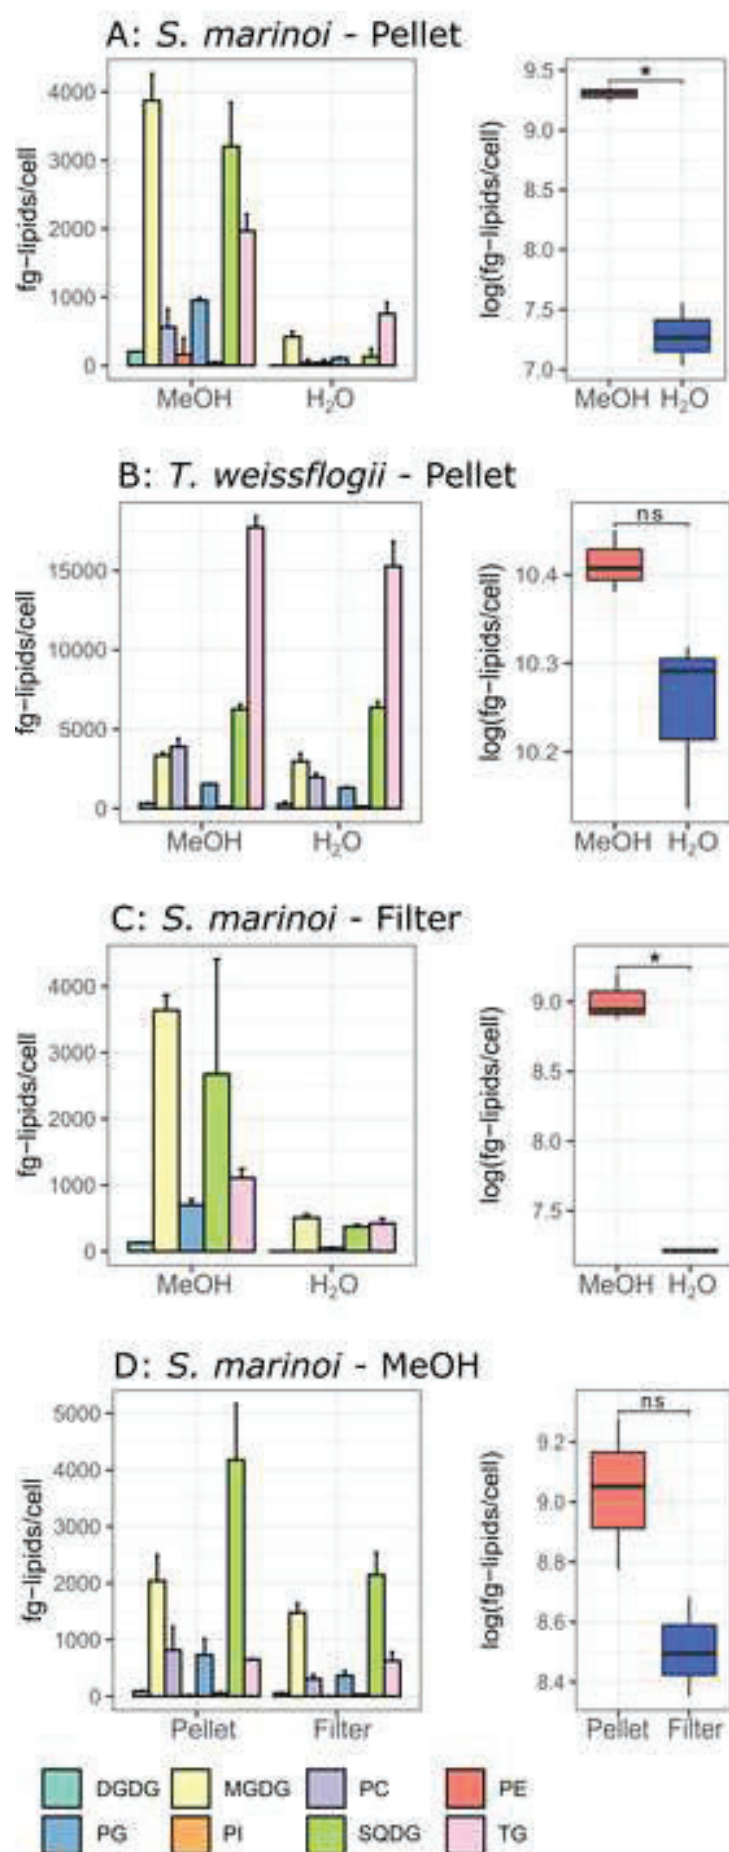 A: S. marinoi - Pellet
fg-lipids/cell
4000
3000
2000
1000
0
MeOH
H₂O
log(fg-lipids/cell)
9.5
9.0
8.5
8.0
7.5
7.0
*
MeOH
H₂O
B: T. weissflogii - Pellet
fg-lipids/cell
15000
10000
5000
0
MeOH
H₂O
log(fg-lipids/cell)
10.4
10.3
10.2
ns
MeOH
H₂O
C: S. marinoi - Filter
fg-lipids/cell
4000
3000
2000
1000
0
MeOH
H₂O
log(fg-lipids/cell)
9.0
8.5
8.0
7.5
*
MeOH
H₂O
D: S. marinoi - MeOH
fg-lipids/cell
5000
4000
3000
2000
1000
0
Pellet
Filter
log(fg-lipids/cell)
9.2
9.0
8.8
8.6
8.4
ns
Pellet
Filter
DGDG MGDG PC PE
PG PI SQDG TG